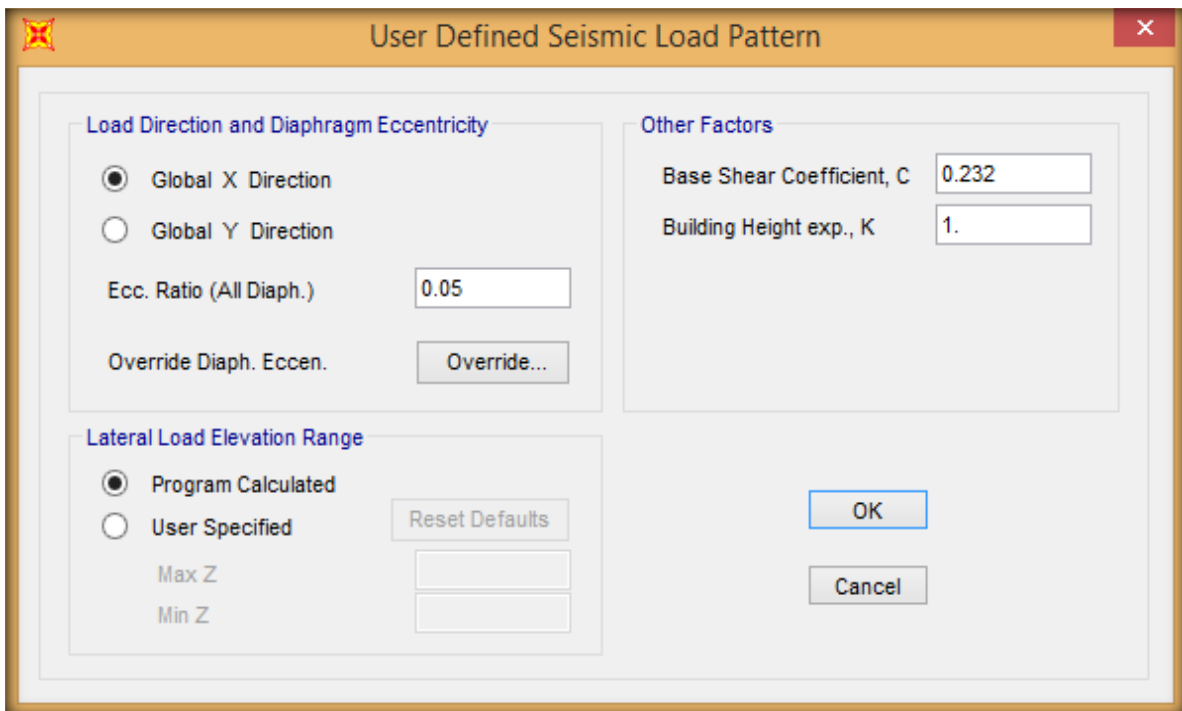 User Defined Seismic Load Pattern
Load Direction and Diaphragm Eccentricity
Global X Direction
Global Y Direction
Ecc. Ratio (All Diaph.) 0.05
Override Diaph. Eccen. Override...
Other Factors
Base Shear Coefficient, C 0.232
Building Height exp., K 1.
Lateral Load Elevation Range
Program Calculated
User Specified Reset Defaults
Max Z
Min Z
OK
Cancel